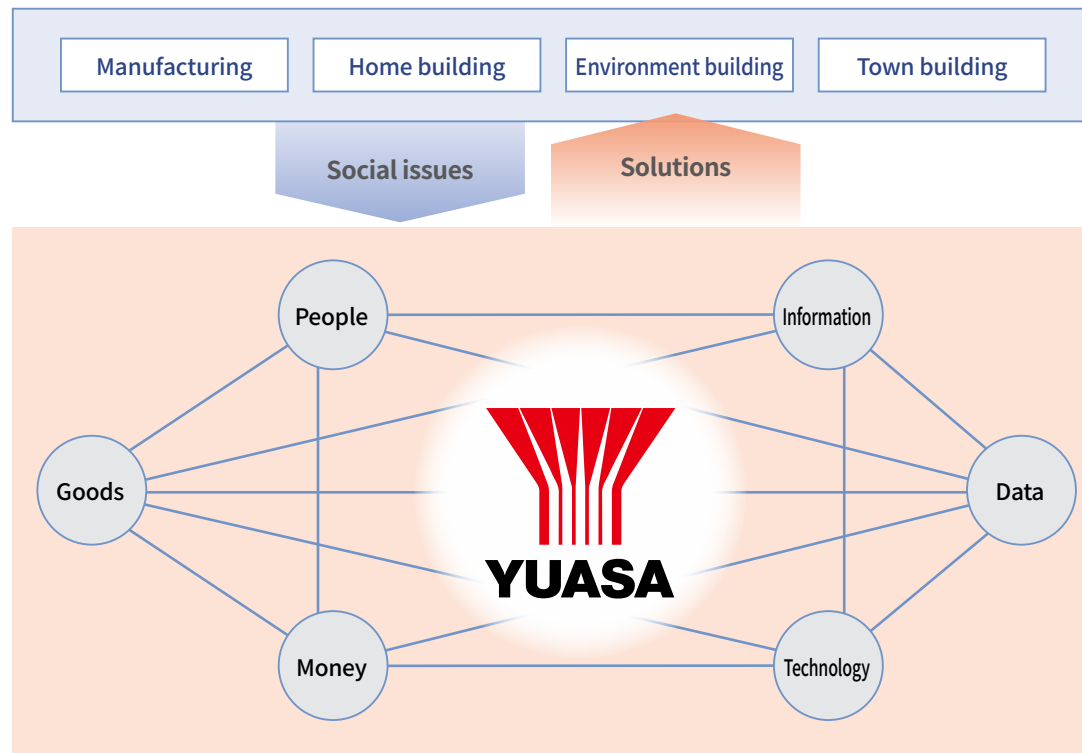 Manufacturing
Home building
Environment building
Town building
Social issues
Solutions
People
Information
Goods
Data
YUASA
Money
Technology